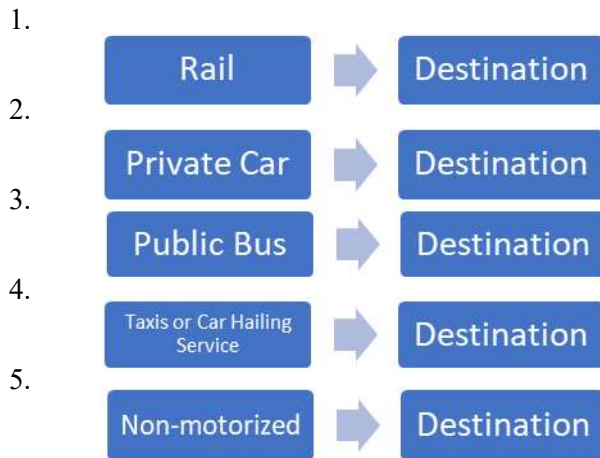 1.
Rail Destination
2.
Private Car Destination
3.
Public Bus Destination
4.
Taxis or Car Hailing
Service Destination
5.
Non-motorized Destination